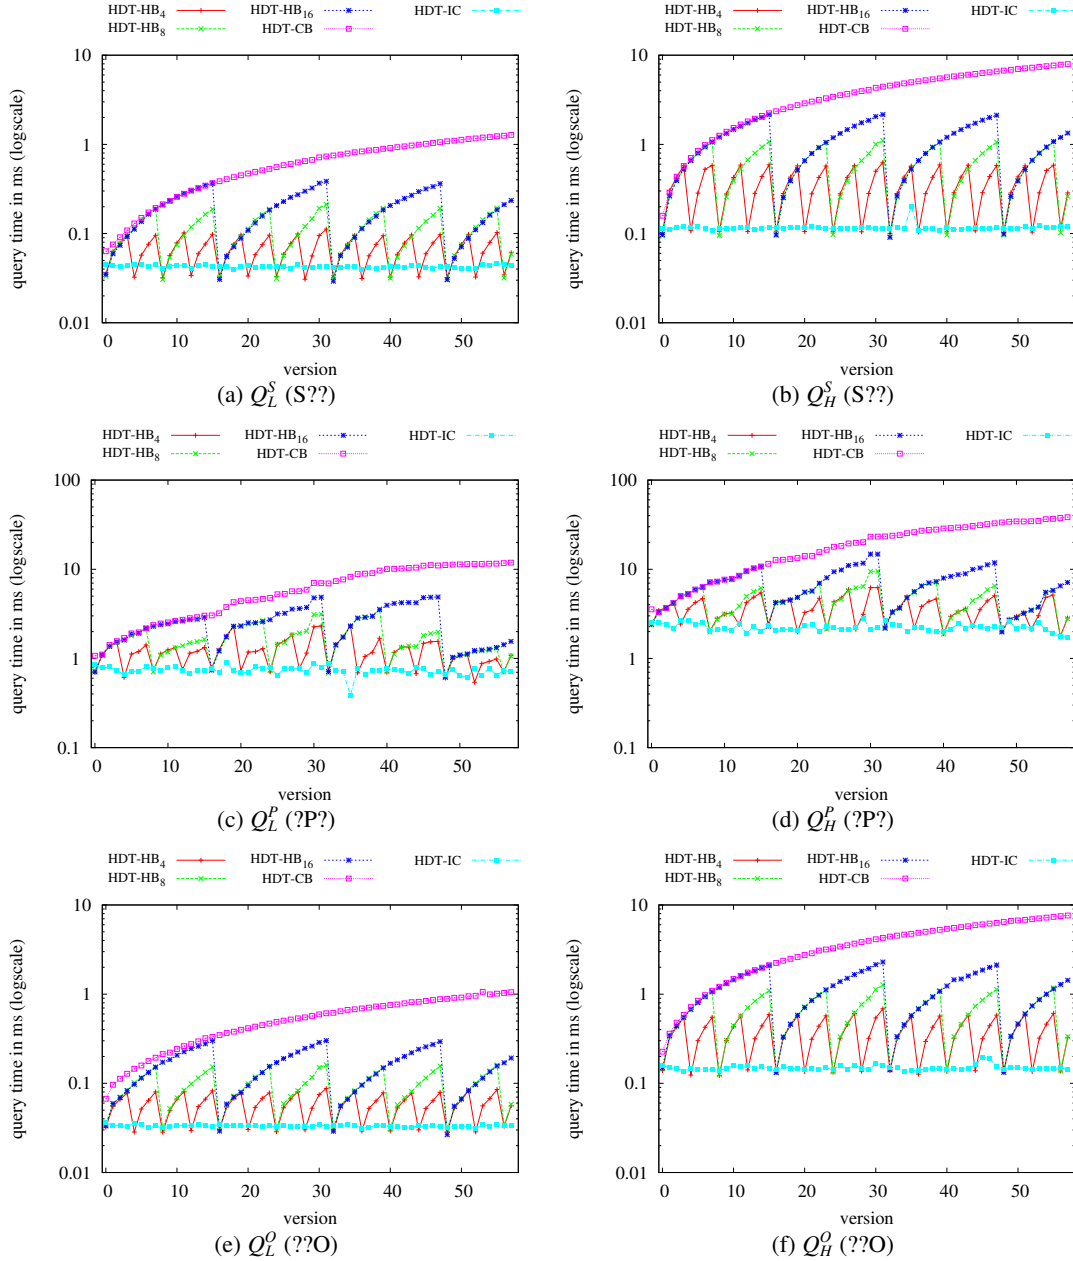 HDT-HB4 HDT-HB16 HDT-IC
HDT-HB8 HDT-CB
query time in ms (logscale)
10
1
0.1
0.01
0 10 20 30 40 50
version
(a) Q_L^S (S??)
HDT-HB4 HDT-HB16 HDT-IC
HDT-HB8 HDT-CB
query time in ms (logscale)
10
1
0.1
0.01
0 10 20 30 40 50
version
(b) Q_H^S (S??)
HDT-HB4 HDT-HB16 HDT-IC
HDT-HB8 HDT-CB
query time in ms (logscale)
100
10
1
0.1
0 10 20 30 40 50
version
(c) Q_L^P (?P?)
HDT-HB4 HDT-HB16 HDT-IC
HDT-HB8 HDT-CB
query time in ms (logscale)
100
10
1
0.1
0 10 20 30 40 50
version
(d) Q_H^P (?P?)
HDT-HB4 HDT-HB16 HDT-IC
HDT-HB8 HDT-CB
query time in ms (logscale)
10
1
0.1
0.01
0 10 20 30 40 50
version
(e) Q_L^O (??O)
HDT-HB4 HDT-HB16 HDT-IC
HDT-HB8 HDT-CB
query time in ms (logscale)
10
1
0.1
0.01
0 10 20 30 40 50
version
(f) Q_H^O (??O)